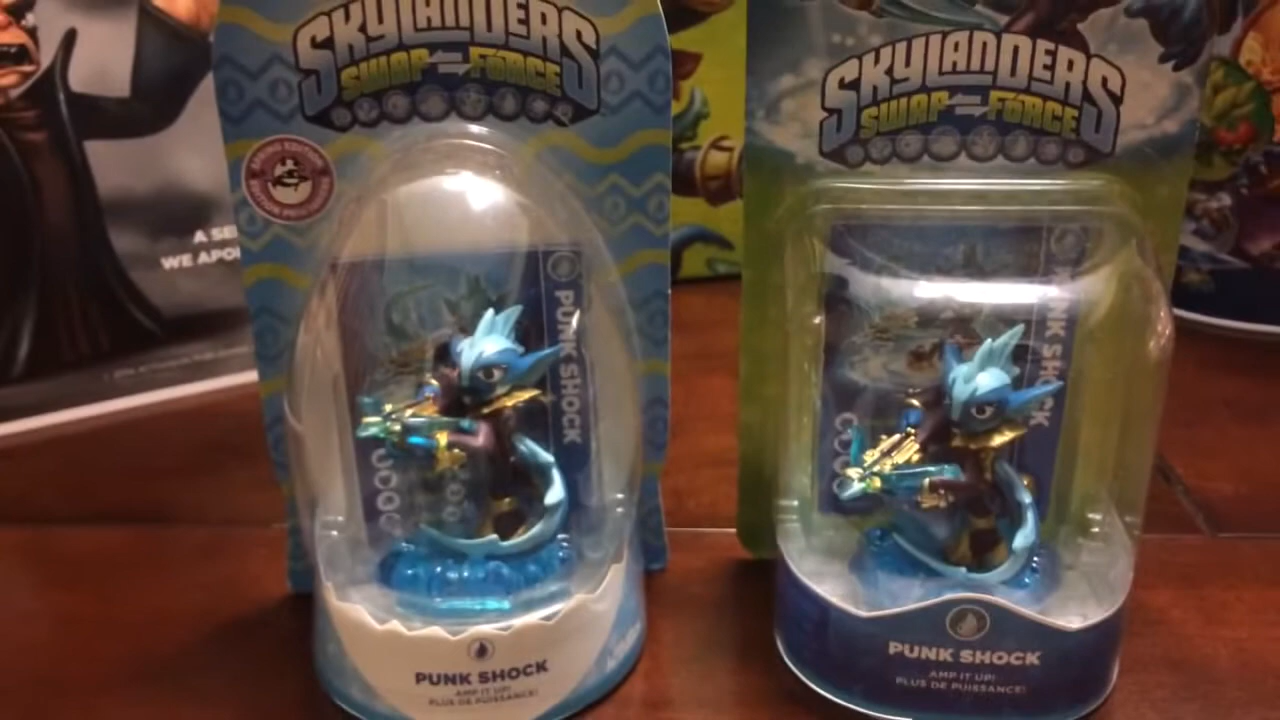 SKYLANDERS
SWAP FORCE
PUNK SHOCK
PUNK SHOCK
AMP IT UP!
PLUS DE PUISSANCE!
SKYLANDERS
SWAP FORCE
PUNK SHOCK
PUNK SHOCK
AMP IT UP!
PLUS DE PUISSANCE!
A SE
WE APO